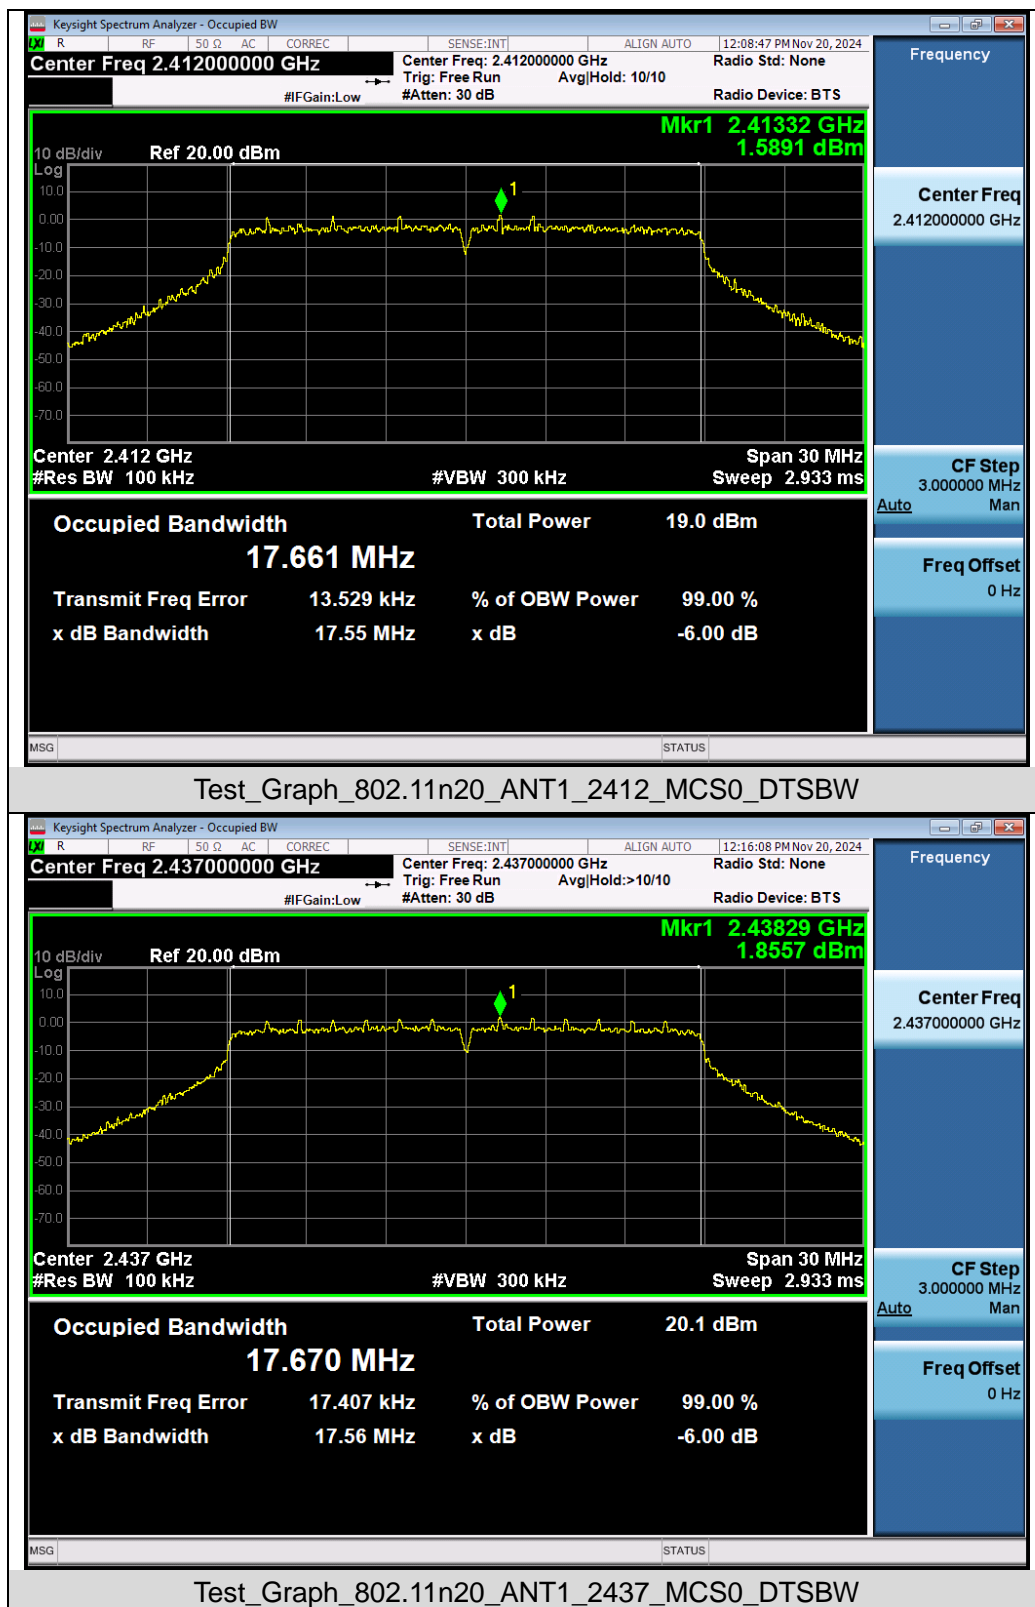 Keysight Spectrum Analyzer - Occupied BW
LXI R RF 50 Ω AC CORREC SENSE:INT ALIGN AUTO 12:08:47 PM Nov 20, 2024
Center Freq 2.412000000 GHz Center Freq: 2.412000000 GHz Radio Std: None
Trig: Free Run Avg|Hold: 10/10
#IFGain:Low #Atten: 30 dB Radio Device: BTS
Mkr1 2.41332 GHz
1.5891 dBm
10 dB/div Ref 20.00 dBm
Log
10.0
0.00
-10.0
-20.0
-30.0
-40.0
-50.0
-60.0
-70.0
1
Center 2.412 GHz Span 30 MHz
#Res BW 100 kHz #VBW 300 kHz Sweep 2.933 ms
Occupied Bandwidth Total Power 19.0 dBm
17.661 MHz
Transmit Freq Error 13.529 kHz % of OBW Power 99.00 %
x dB Bandwidth 17.55 MHz x dB -6.00 dB
MSG STATUS
Frequency
Center Freq
2.412000000 GHz
CF Step
3.000000 MHz
Auto Man
Freq Offset
0 Hz
Test_Graph_802.11n20_ANT1_2412_MCS0_DTSBW
Keysight Spectrum Analyzer - Occupied BW
LXI R RF 50 Ω AC CORREC SENSE:INT ALIGN AUTO 12:16:08 PM Nov 20, 2024
Center Freq 2.437000000 GHz Center Freq: 2.437000000 GHz Radio Std: None
Trig: Free Run Avg|Hold:>10/10
#IFGain:Low #Atten: 30 dB Radio Device: BTS
Mkr1 2.43829 GHz
1.8557 dBm
10 dB/div Ref 20.00 dBm
Log
10.0
0.00
-10.0
-20.0
-30.0
-40.0
-50.0
-60.0
-70.0
1
Center 2.437 GHz Span 30 MHz
#Res BW 100 kHz #VBW 300 kHz Sweep 2.933 ms
Occupied Bandwidth Total Power 20.1 dBm
17.670 MHz
Transmit Freq Error 17.407 kHz % of OBW Power 99.00 %
x dB Bandwidth 17.56 MHz x dB -6.00 dB
MSG STATUS
Frequency
Center Freq
2.437000000 GHz
CF Step
3.000000 MHz
Auto Man
Freq Offset
0 Hz
Test_Graph_802.11n20_ANT1_2437_MCS0_DTSBW